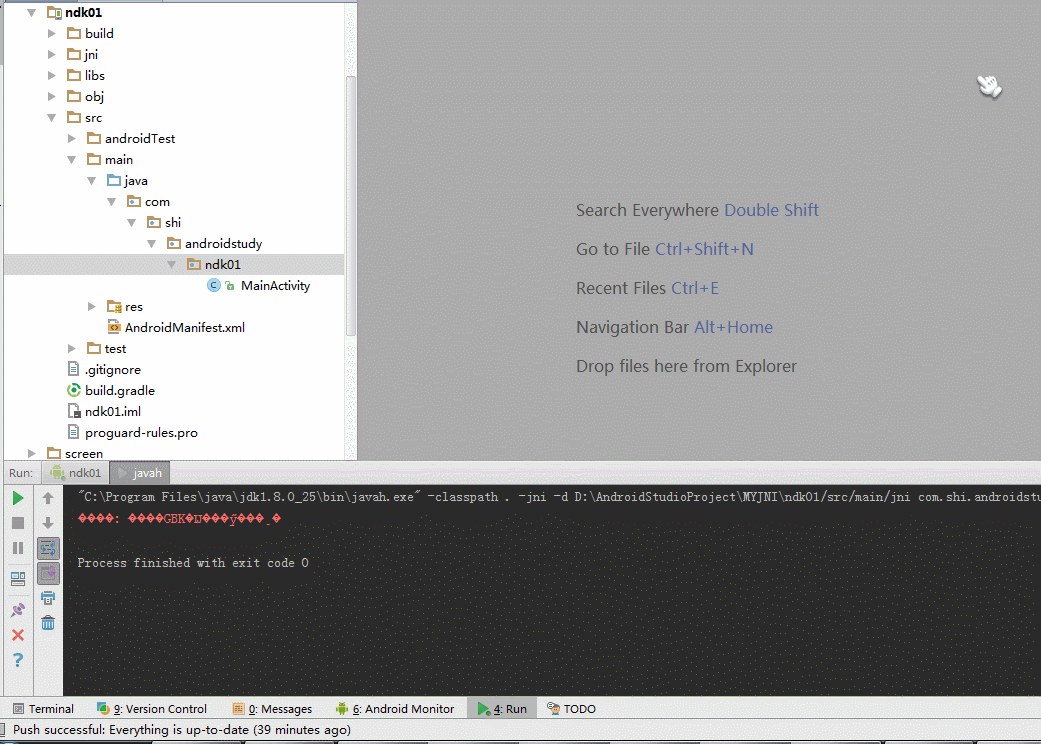 ndk01
build
jni
libs
obj
src
androidTest
main
java
com
shi
androidstudy
ndk01
MainActivity
res
AndroidManifest.xml
test
.gitignore
build.gradle
ndk01.iml
proguard-rules.pro
screen
Search Everywhere Double Shift
Go to File Ctrl+Shift+N
Recent Files Ctrl+E
Navigation Bar Alt+Home
Drop files here from Explorer
Run: ndk01 javah
"C:\Program Files\java\jdk1.8.0_25\bin\javah.exe" -classpath . -jni -d D:\AndroidStudioProject\MYJNI\ndk01/src/main/jni com.shi.androidstu
����: ����GBK�Ĳ���ӳ���ַ�
Process finished with exit code 0
Terminal 9: Version Control 0: Messages 6: Android Monitor 4: Run TODO
Push successful: Everything is up-to-date (39 minutes ago)